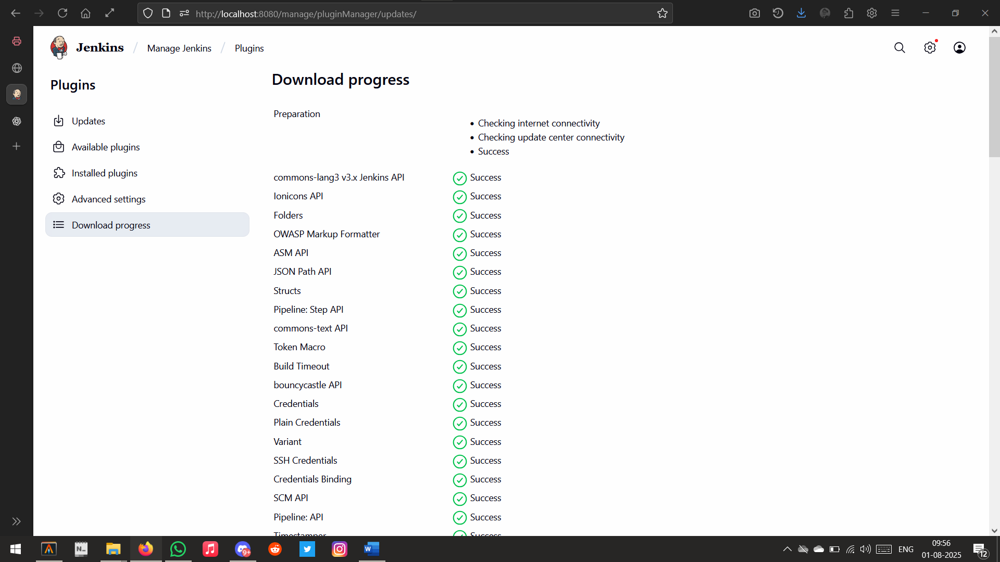 http://localhost:8080/manage/pluginManager/updates/
Jenkins / Manage Jenkins / Plugins
Plugins
Updates
Available plugins
Installed plugins
Advanced settings
Download progress
Download progress
Preparation
• Checking internet connectivity
• Checking update center connectivity
• Success
commons-lang3 v3.x Jenkins API Success
Ionicons API Success
Folders Success
OWASP Markup Formatter Success
ASM API Success
JSON Path API Success
Structs Success
Pipeline: Step API Success
commons-text API Success
Token Macro Success
Build Timeout Success
bouncycastle API Success
Credentials Success
Plain Credentials Success
Variant Success
SSH Credentials Success
Credentials Binding Success
SCM API Success
Pipeline: API Success
Timestamper Success
N_
9+
W
ENG
09:56
01-08-2025
12